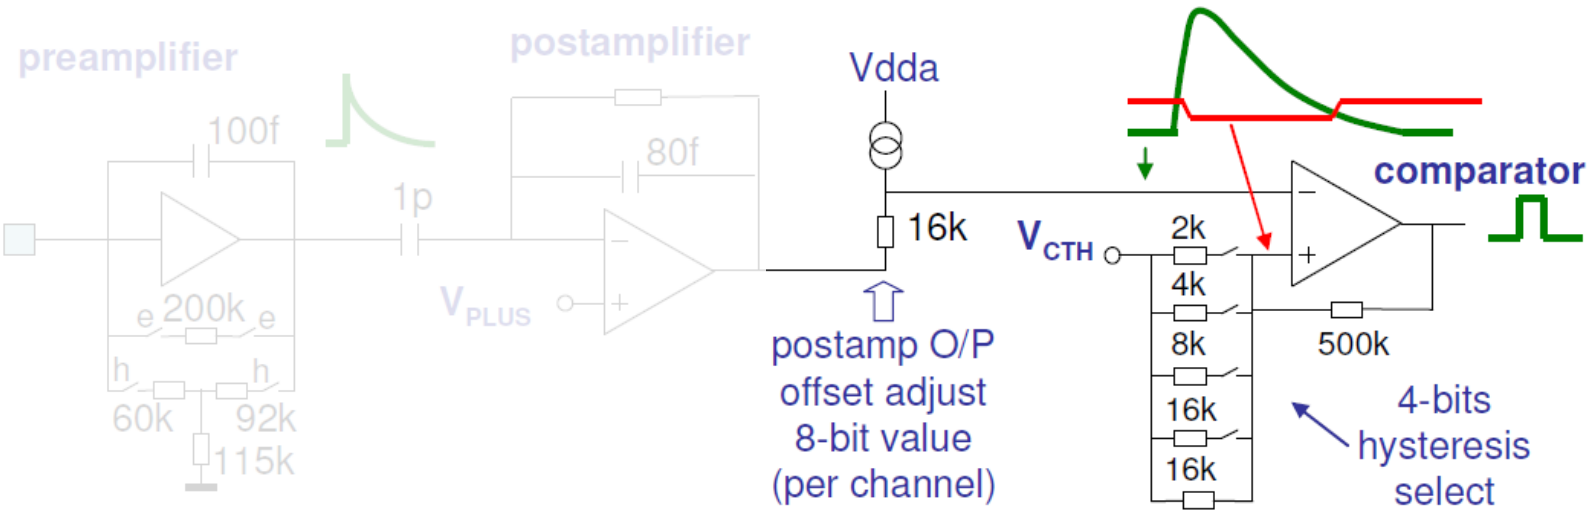 preamplifier
postamplifier
Vdda
100f
80f
1p
16k
comparator
V_CTH
2k
4k
8k
16k
16k
500k
V_PLUS
e 200k e
h h
60k 92k
115k
postamp O/P
offset adjust
8-bit value
(per channel)
4-bits
hysteresis
select
− +
− +